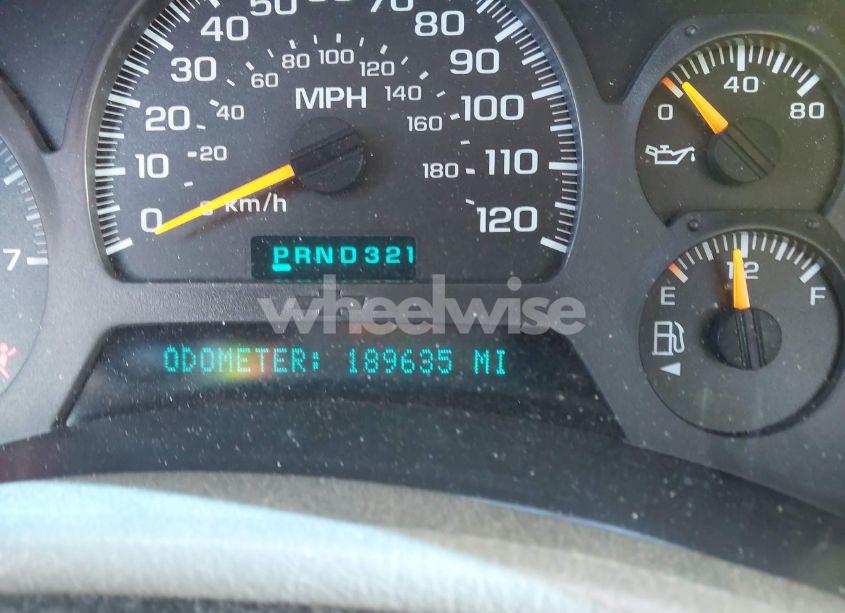 50 70
40 80
30 60 80 100 120 90
MPH
20 40 140 100
160
10 20 180 110
0 km/h 120
PRND321
0 40 80
1/2
E F
7
wheelwise
ODOMETER: 189635 MI